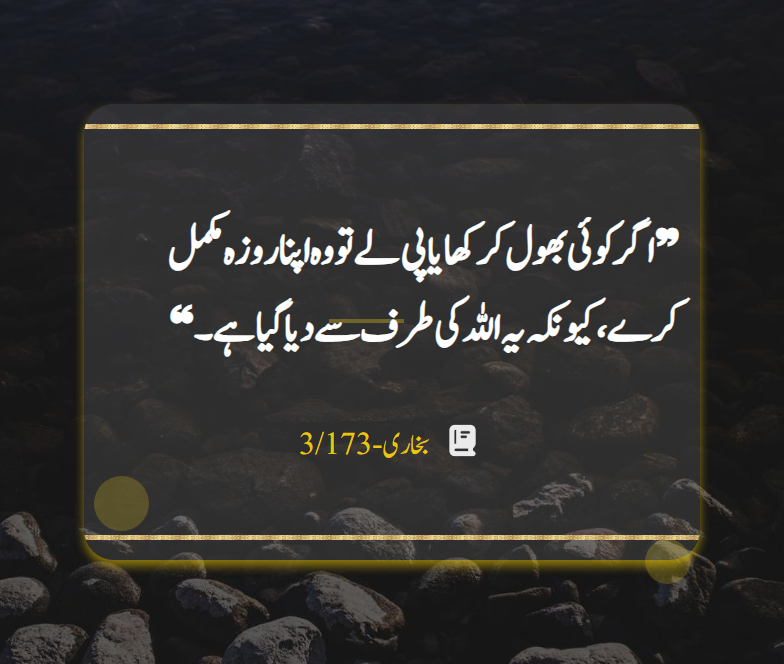 ”اگر کوئی بھول کر کھا یا پی لے تو وہ اپنا روزہ مکمل
کرے، کیونکہ یہ اللہ کی طرف سے دیا گیا ہے۔“
بخاری-3/173